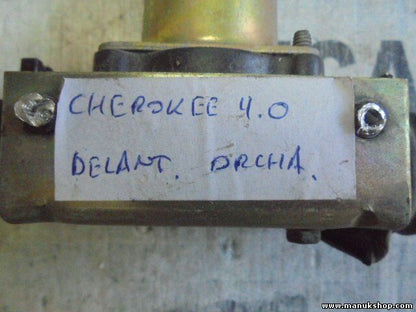 CHEROKEE 4.0
DELANT. DRCHA.
www.manukshop.com